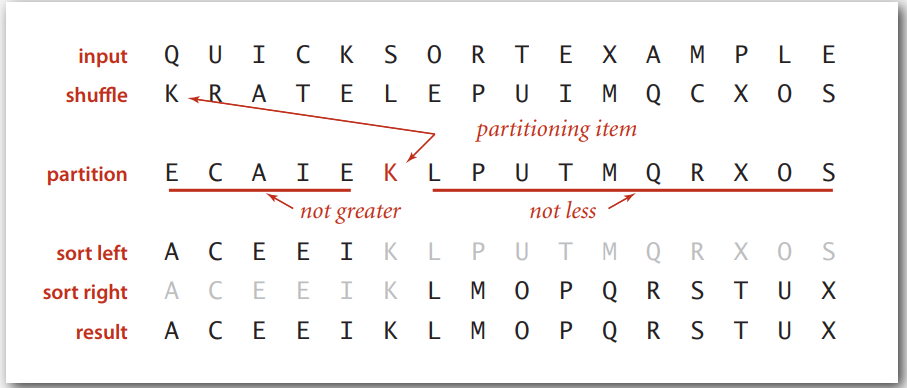 input Q U I C K S O R T E X A M P L E
shuffle K R A T E L E P U I M Q C X O S
partitioning item
partition E C A I E K L P U T M Q R X O S
not greater not less
sort left A C E E I K L P U T M Q R X O S
sort right A C E E I K L M O P Q R S T U X
result A C E E I K L M O P Q R S T U X